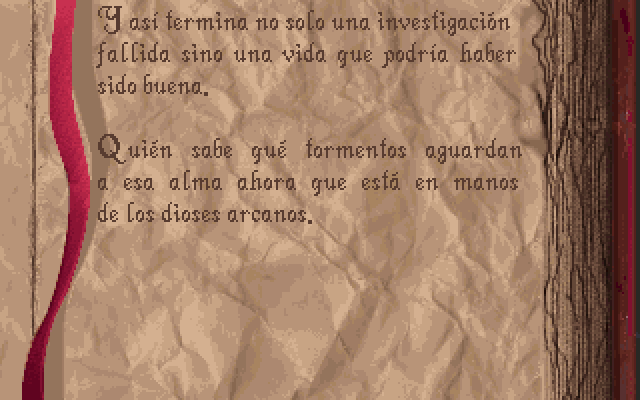 Y así termina no solo una investigación
fallida sino una vida que podría haber
sido buena.
Quién sabe qué tormentos aguardan
a esa alma ahora que está en manos
de los dioses arcanos.